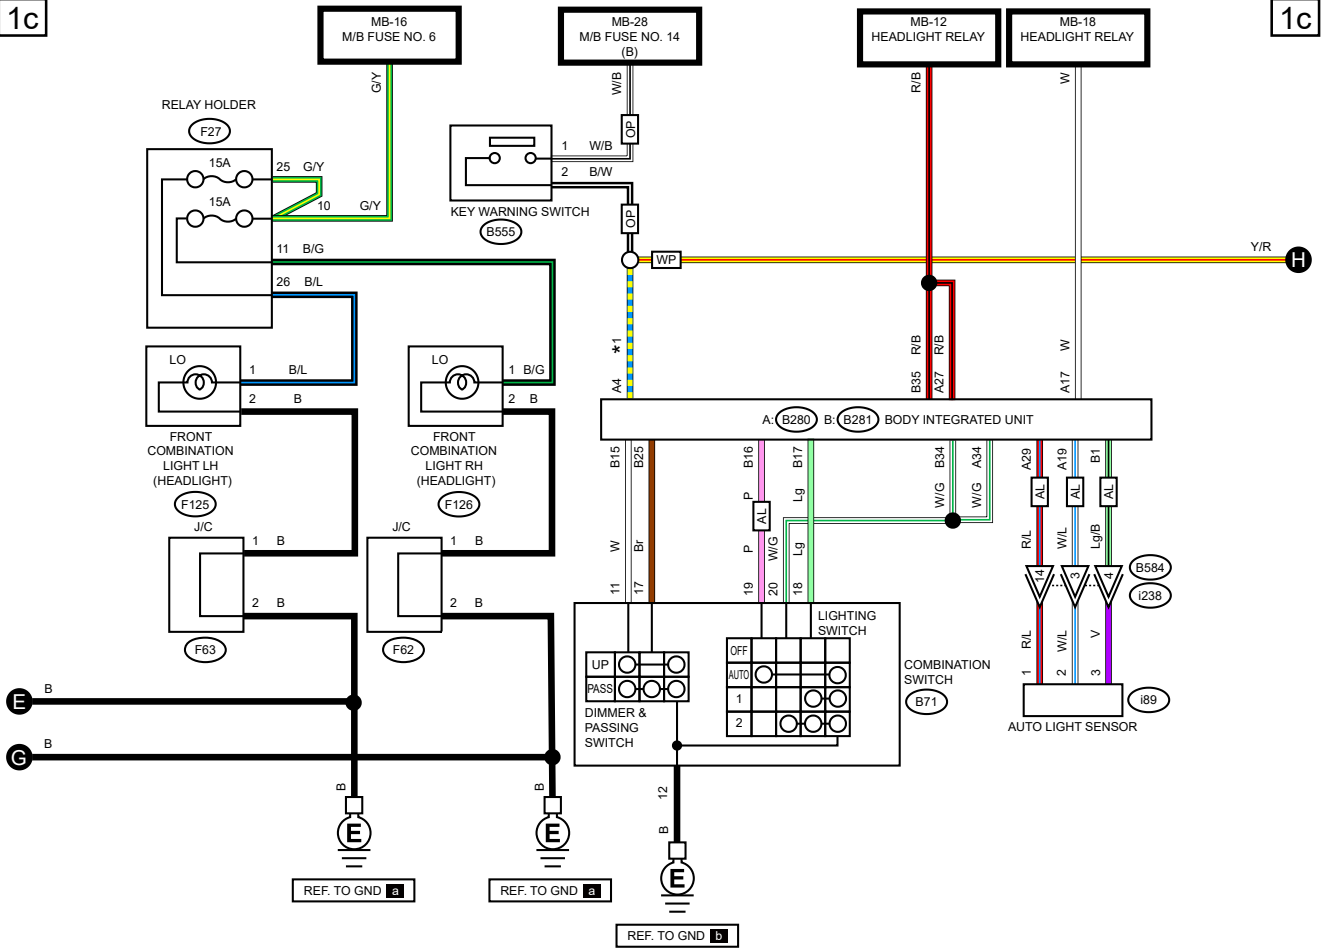 1c
MB-16
M/B FUSE NO. 6
MB-28
M/B FUSE NO. 14
(B)
MB-12
HEADLIGHT RELAY
MB-18
HEADLIGHT RELAY
1c
G/Y
W/B
R/B
W
RELAY HOLDER
F27
15A
25 G/Y
15A
10 G/Y
11 B/G
26 B/L
OP
1 W/B
2 B/W
KEY WARNING SWITCH
B555
OP
WP
Y/R
H
*1
A4
R/B
R/B
W
B35
A27
A17
LO
1 B/L
2 B
FRONT
COMBINATION
LIGHT LH
(HEADLIGHT)
F125
LO
1 B/G
2 B
FRONT
COMBINATION
LIGHT RH
(HEADLIGHT)
F126
A: B280 B: B281 BODY INTEGRATED UNIT
B15
B25
B16
B17
B34
A34
A29
A19
B1
P
Lg
W/G
W/G
AL
AL
AL
AL
W
Br
P
W/G
Lg
R/L
W/L
Lg/B
11
17
19
20
18
14
3
4
B584
i238
R/L
W/L
V
1
2
3
i89
AUTO LIGHT SENSOR
J/C
1 B
2 B
F63
J/C
1 B
2 B
F62
LIGHTING
SWITCH
OFF
AUTO
1
2
UP
PASS
DIMMER &
PASSING
SWITCH
COMBINATION
SWITCH
B71
E
B
G
B
B
B
12
B
E
E
E
REF. TO GND a
REF. TO GND a
REF. TO GND b